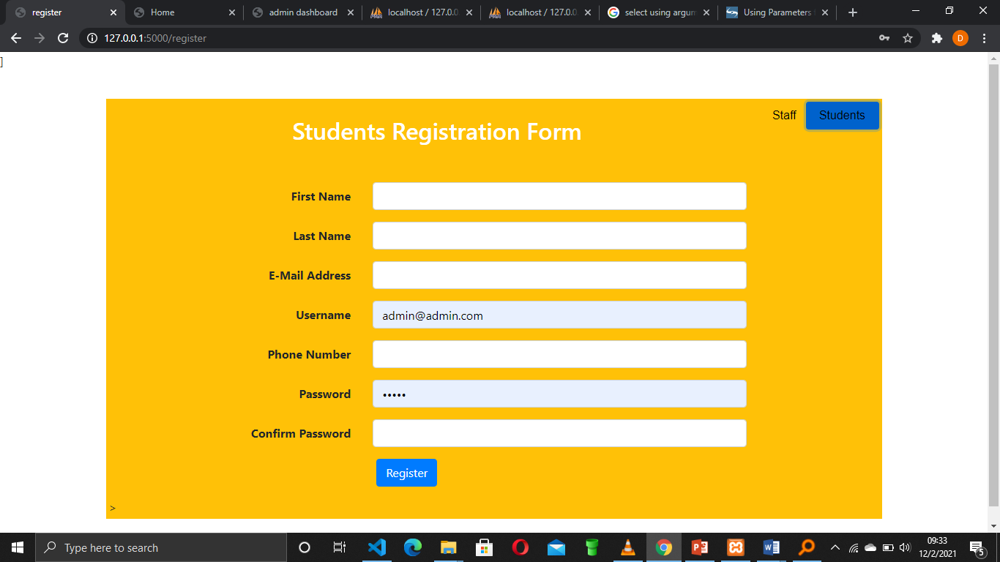 register
Home
admin dashboard
localhost / 127.0.0
localhost / 127.0.0
select using argum
Using Parameters
127.0.0.1:5000/register
D
]
Staff
Students
Students Registration Form
First Name
Last Name
E-Mail Address
Username
admin@admin.com
Phone Number
Password
•••••
Confirm Password
Register
>
Type here to search
09:33
12/2/2021
5